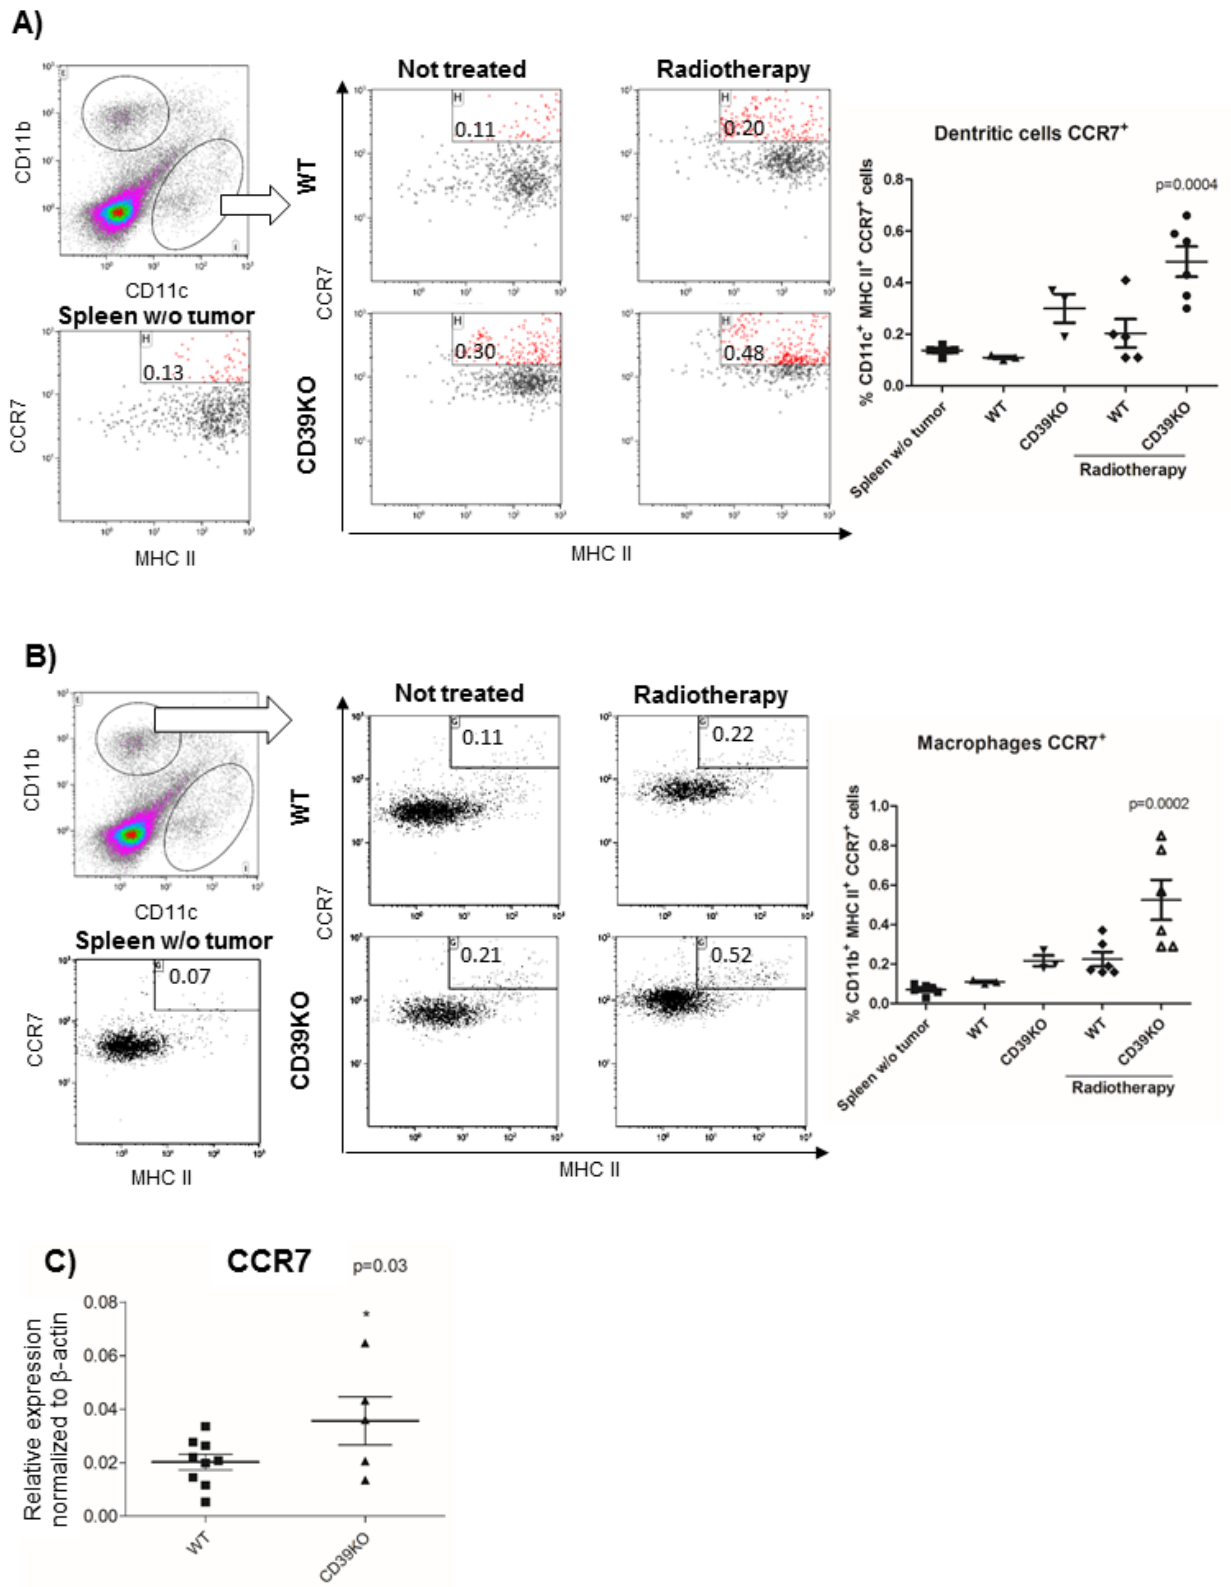 A)
Not treated
Radiotherapy
CD11b
CD11c
WT
CCR7
H
0.11
H
0.20
Dentritic cells CCR7+
% CD11c+ MHC II+ CCR7+ cells
p=0.0004
0.8
0.6
0.4
0.2
0.0
Spleen w/o tumor
WT
CD39KO
WT
CD39KO
Radiotherapy
Spleen w/o tumor
H
0.13
CCR7
MHC II
CD39KO
H
0.30
H
0.48
MHC II
B)
Not treated
Radiotherapy
CD11b
CD11c
WT
CCR7
G
0.11
G
0.22
Macrophages CCR7+
% CD11b+ MHC II+ CCR7+ cells
p=0.0002
1.0
0.8
0.6
0.4
0.2
0.0
Spleen w/o tumor
WT
CD39KO
WT
CD39KO
Radiotherapy
Spleen w/o tumor
G
0.07
CCR7
MHC II
CD39KO
G
0.21
G
0.52
MHC II
C)
CCR7
p=0.03
Relative expression
normalized to β-actin
0.08
0.06
0.04
0.02
0.00
*
WT
CD39KO